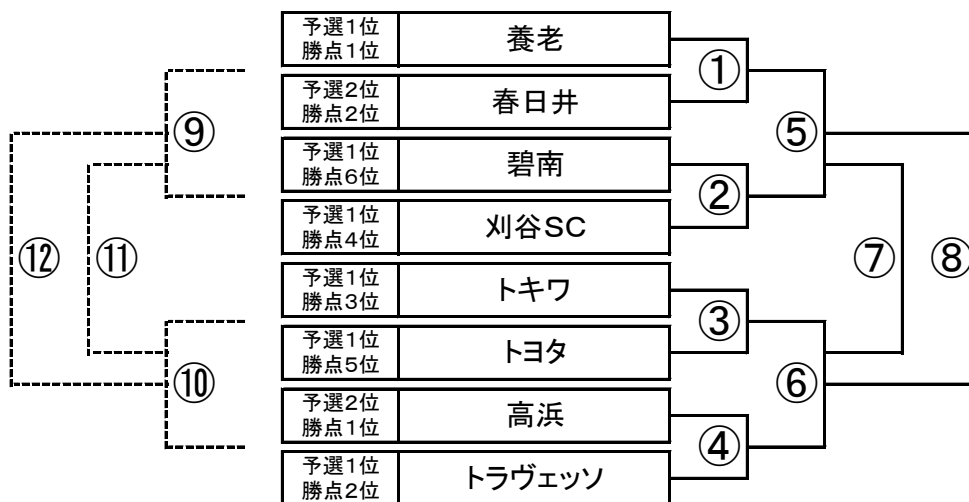 予選1位
勝点1位
養老
予選2位
勝点2位
春日井
予選1位
勝点6位
碧南
予選1位
勝点4位
刈谷SC
予選1位
勝点3位
トキワ
予選1位
勝点5位
トヨタ
予選2位
勝点1位
高浜
予選1位
勝点2位
トラヴェッソ
①
②
③
④
⑤
⑥
⑦
⑧
⑨
⑩
⑪
⑫